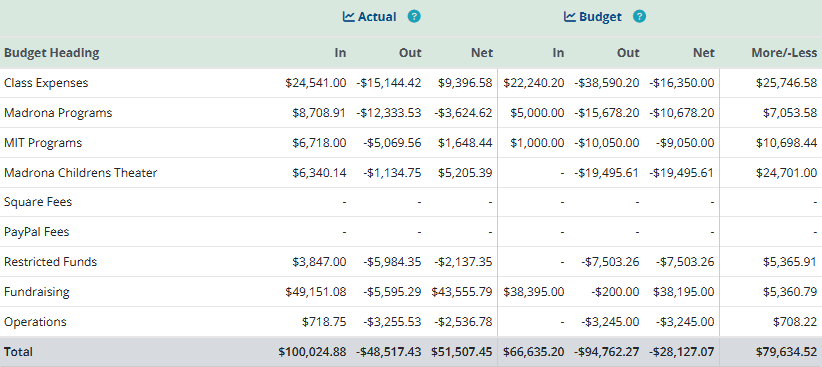 Actual ? Budget ?
Budget Heading In Out Net In Out Net More/-Less
Class Expenses $24,541.00 -$15,144.42 $9,396.58 $22,240.20 -$38,590.20 -$16,350.00 $25,746.58
Madrona Programs $8,708.91 -$12,333.53 -$3,624.62 $5,000.00 -$15,678.20 -$10,678.20 $7,053.58
MIT Programs $6,718.00 -$5,069.56 $1,648.44 $1,000.00 -$10,050.00 -$9,050.00 $10,698.44
Madrona Childrens Theater $6,340.14 -$1,134.75 $5,205.39 - -$19,495.61 -$19,495.61 $24,701.00
Square Fees - - - - - - -
PayPal Fees - - - - - - -
Restricted Funds $3,847.00 -$5,984.35 -$2,137.35 - -$7,503.26 -$7,503.26 $5,365.91
Fundraising $49,151.08 -$5,595.29 $43,555.79 $38,395.00 -$200.00 $38,195.00 $5,360.79
Operations $718.75 -$3,255.53 -$2,536.78 - -$3,245.00 -$3,245.00 $708.22
Total $100,024.88 -$48,517.43 $51,507.45 $66,635.20 -$94,762.27 -$28,127.07 $79,634.52